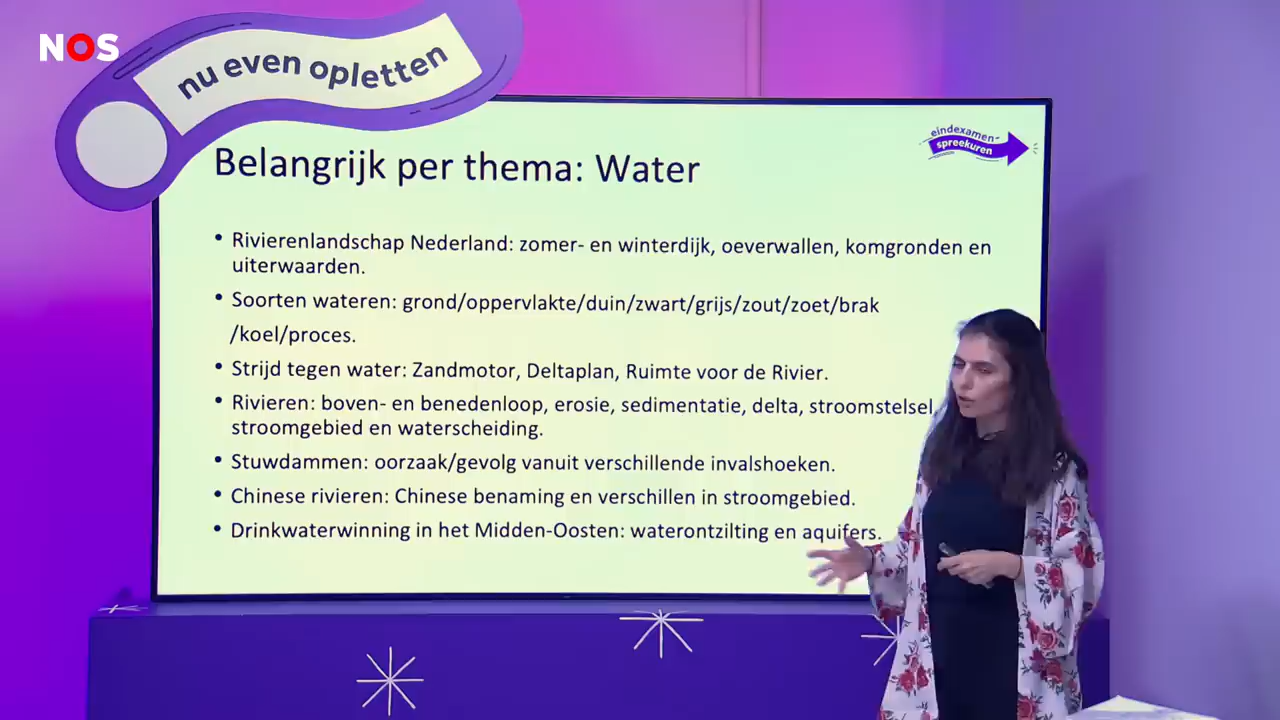 NOS
nu even opletten
eindexamen-
spreekuren
Belangrijk per thema: Water
• Rivierenlandschap Nederland: zomer- en winterdijk, oeverwallen, komgronden en
uiterwaarden.
• Soorten wateren: grond/oppervlakte/duin/zwart/grijs/zout/zoet/brak
/koel/proces.
• Strijd tegen water: Zandmotor, Deltaplan, Ruimte voor de Rivier.
• Rivieren: boven- en benedenloop, erosie, sedimentatie, delta, stroomstelsel,
stroomgebied en waterscheiding.
• Stuwdammen: oorzaak/gevolg vanuit verschillende invalshoeken.
• Chinese rivieren: Chinese benaming en verschillen in stroomgebied.
• Drinkwaterwinning in het Midden-Oosten: waterontzilting en aquifers.